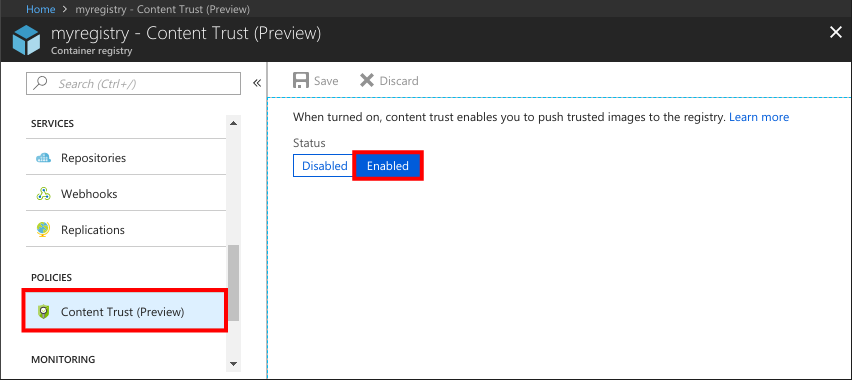 Home > myregistry - Content Trust (Preview)
myregistry - Content Trust (Preview)
Container registry
Search (Ctrl+/)
«
SERVICES
Repositories
Webhooks
Replications
POLICIES
Content Trust (Preview)
MONITORING
Save
Discard
When turned on, content trust enables you to push trusted images to the registry. Learn more
Status
Disabled
Enabled